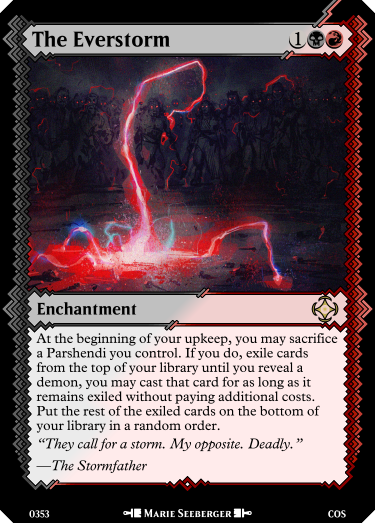 The Everstorm 1
Enchantment
At the beginning of your upkeep, you may sacrifice
a Parshendi you control. If you do, exile cards
from the top of your library until you reveal a
demon, you may cast that card for as long as it
remains exiled without paying additional costs.
Put the rest of the exiled cards on the bottom of
your library in a random order.
“They call for a storm. My opposite. Deadly.”
—The Stormfather
0353 Marie Seeberger COS